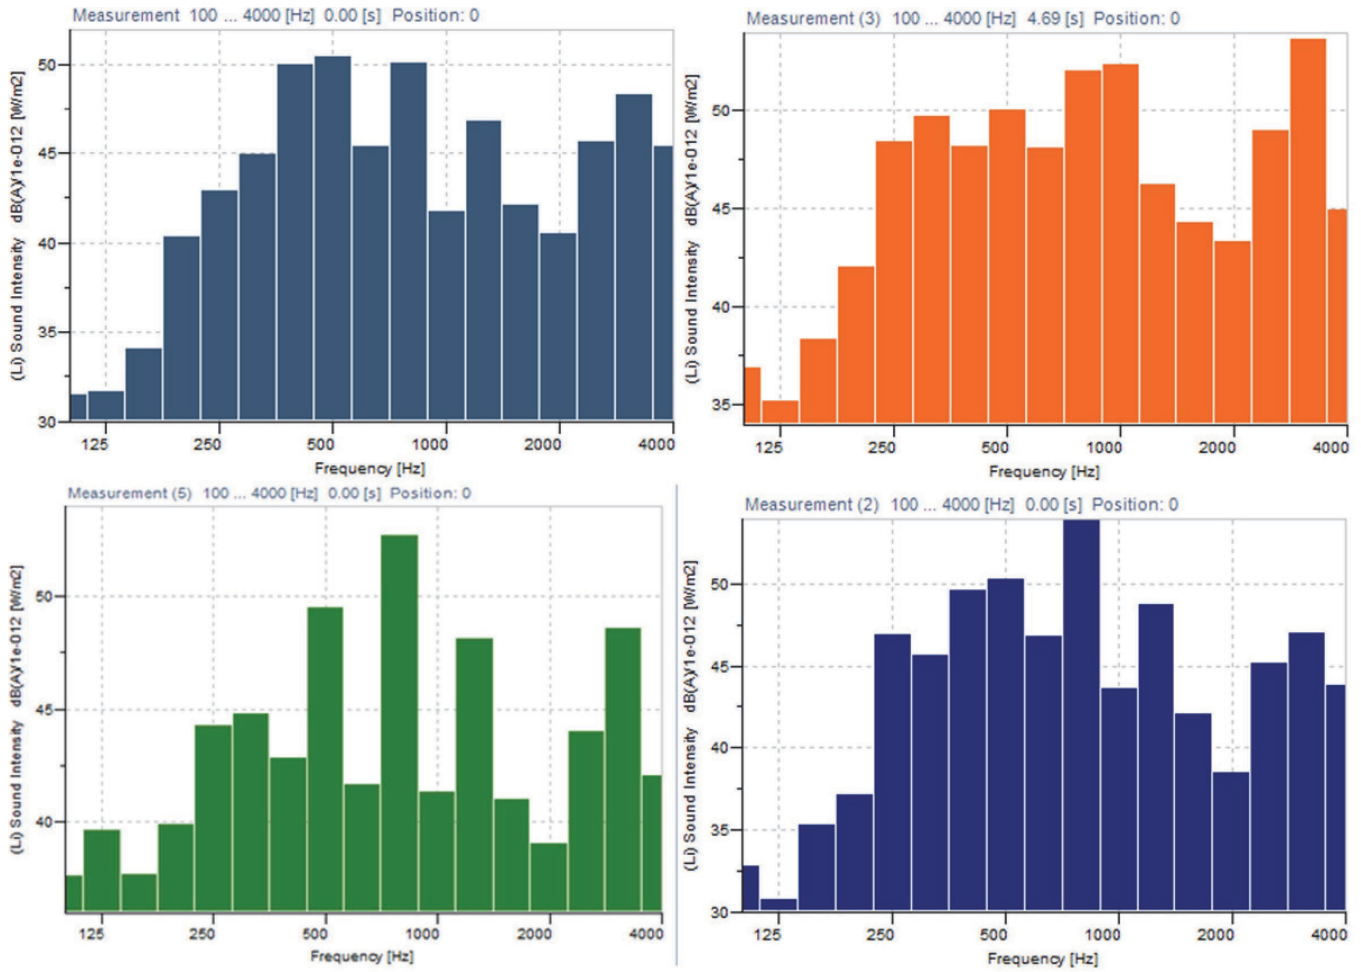 Measurement 100 ... 4000 [Hz] 0.00 [s] Position: 0
(Li) Sound Intensity dB(A)/1e-012 [W/m2]
50
45
40
35
30
125 250 500 1000 2000 4000
Frequency [Hz]
Measurement (3) 100 ... 4000 [Hz] 4.69 [s] Position: 0
(Li) Sound Intensity dB(A)/1e-012 [W/m2]
50
45
40
35
125 250 500 1000 2000 4000
Frequency [Hz]
Measurement (5) 100 ... 4000 [Hz] 0.00 [s] Position: 0
(Li) Sound Intensity dB(A)/1e-012 [W/m2]
50
45
40
125 250 500 1000 2000 4000
Frequency [Hz]
Measurement (2) 100 ... 4000 [Hz] 0.00 [s] Position: 0
(Li) Sound Intensity dB(A)/1e-012 [W/m2]
50
45
40
35
30
125 250 500 1000 2000 4000
Frequency [Hz]